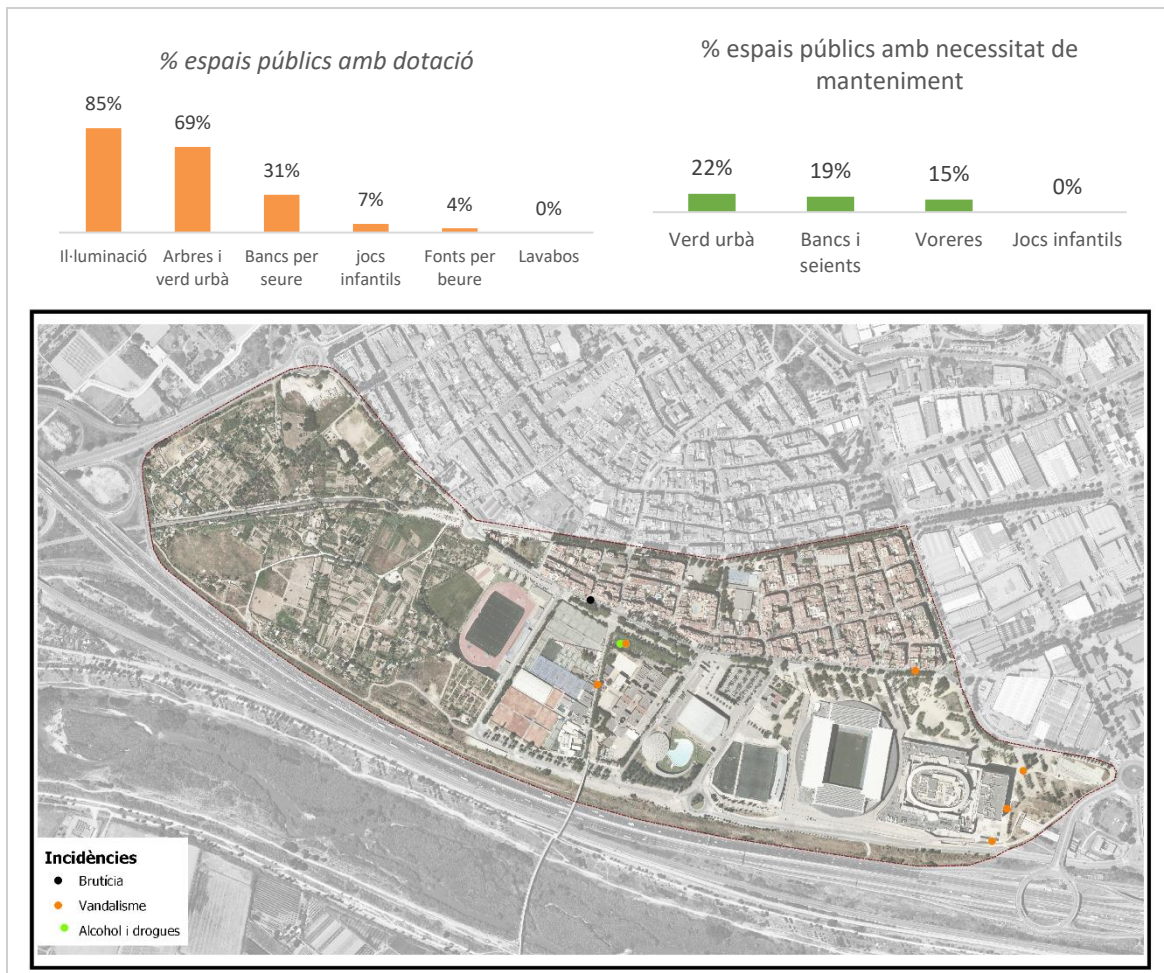 % espais públics amb dotació
85%
69%
31%
7%
4%
0%
Il·luminació
Arbres i
verd urbà
Bancs per
seure
jocs
infantils
Fonts per
beure
Lavabos
% espais públics amb necessitat de
manteniment
22%
19%
15%
0%
Verd urbà
Bancs i
seients
Voreres
Jocs infantils
Incidències
Brutícia
Vandalisme
Alcohol i drogues